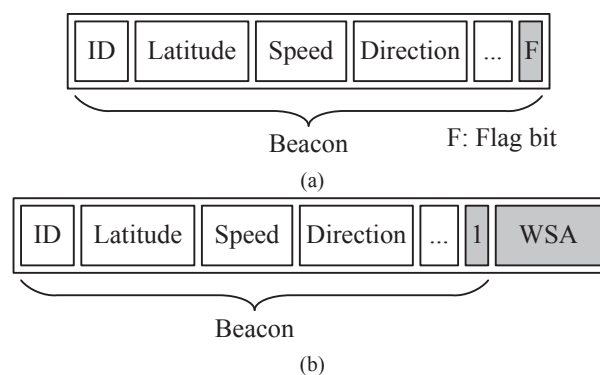 ID Latitude Speed Direction ... F
Beacon F: Flag bit
(a)
ID Latitude Speed Direction ... 1 WSA
Beacon
(b)